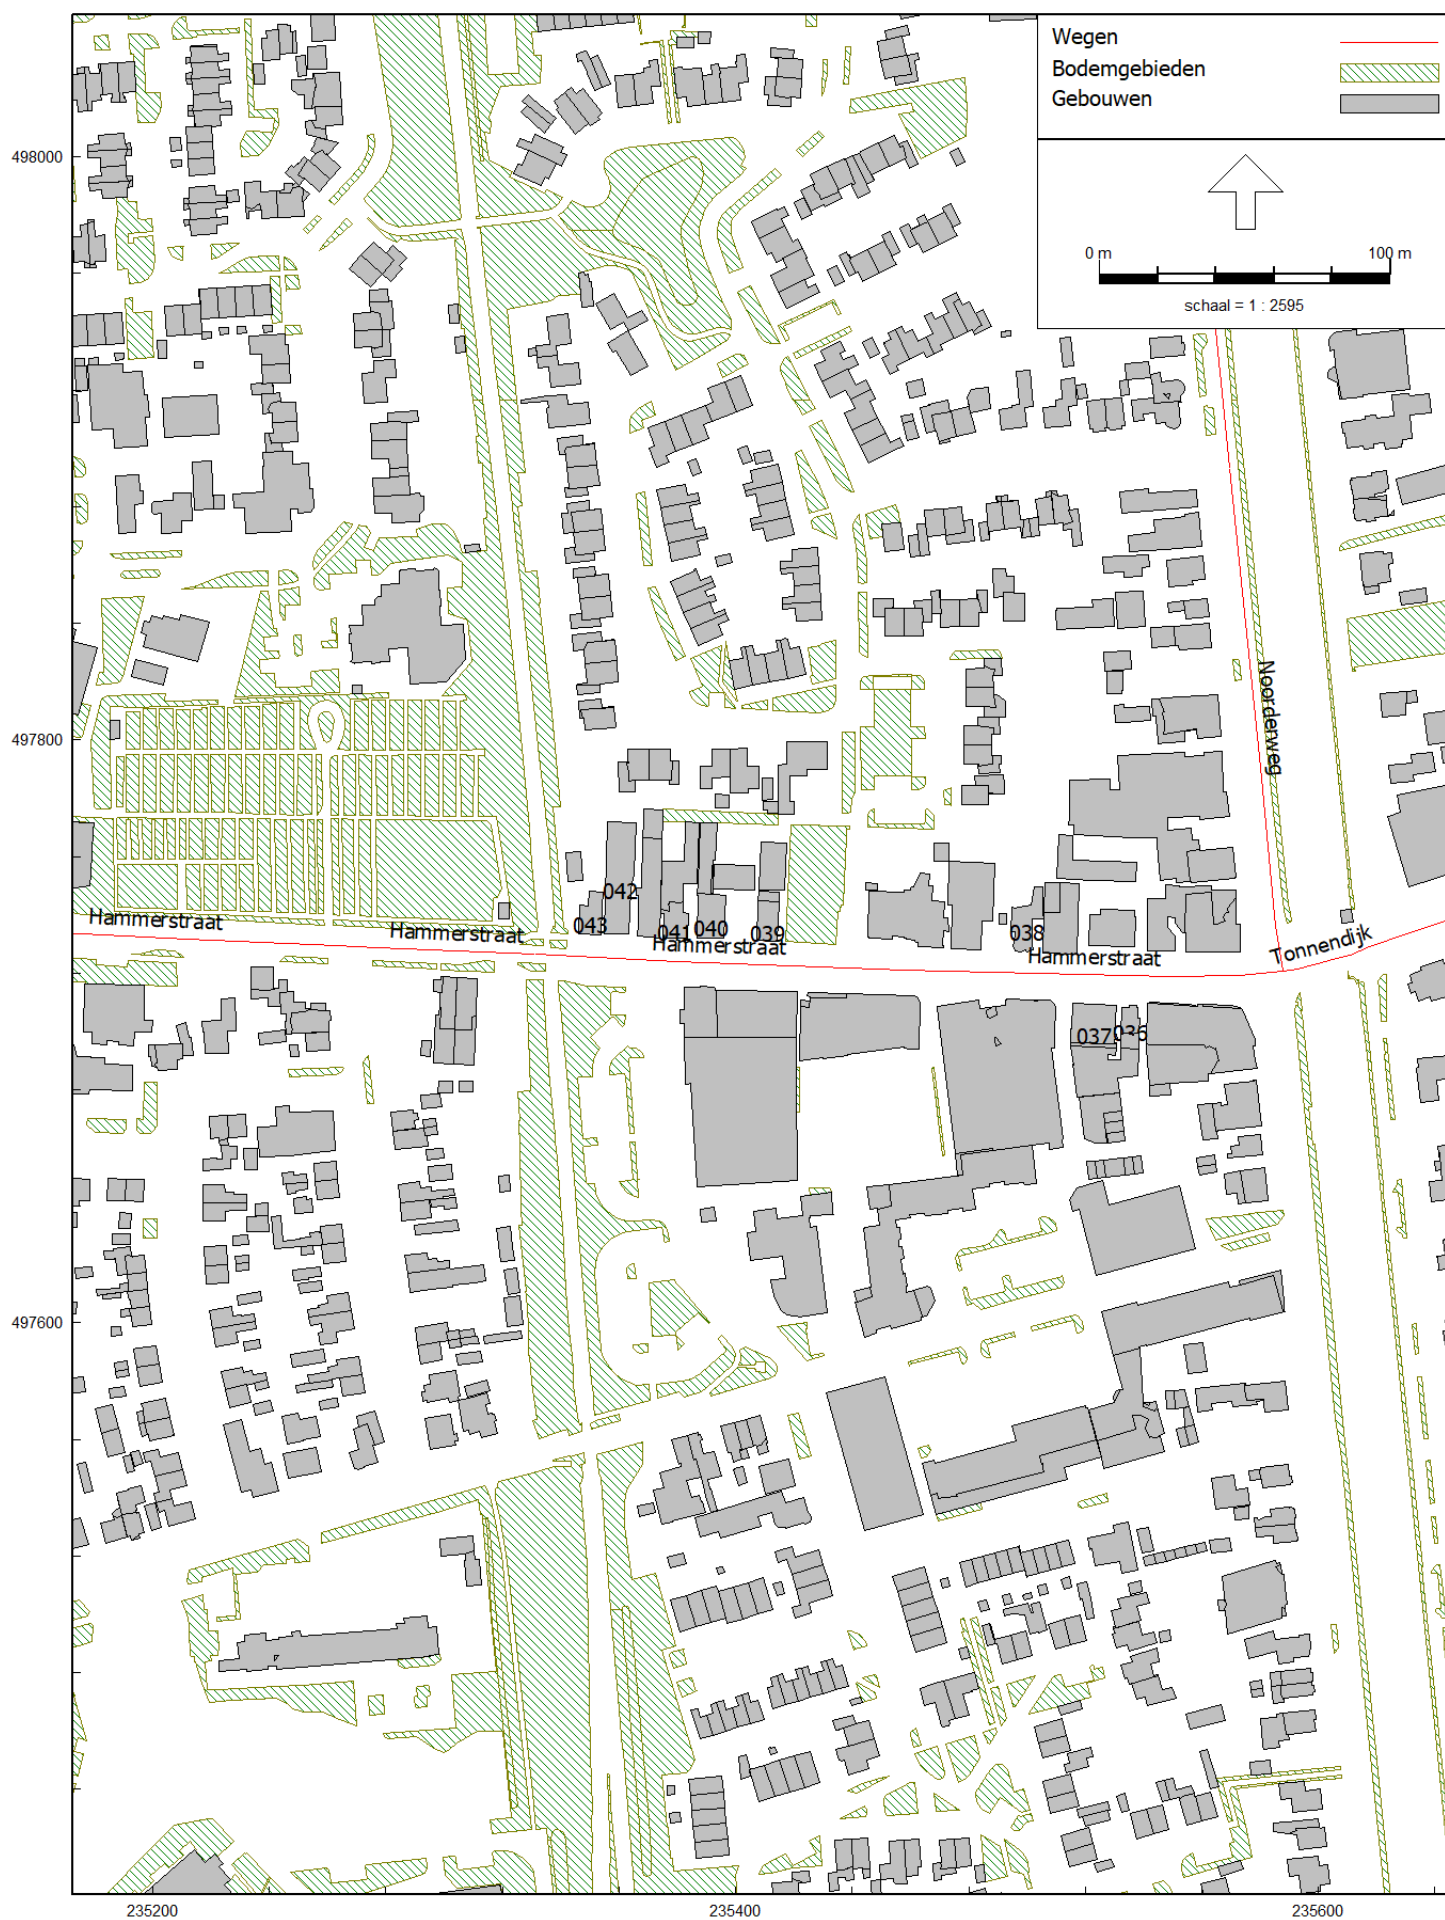 Wegen
Bodemgebieden
Gebouwen
0 m 100 m
schaal = 1 : 2595
498000
497800
497600
Noorderweg
042
043
041
040
039
038
Hammerstraat
Hammerstraat
Hammerstraat
Hammerstraat
Tonnendijk
037
036
235200 235400 235600